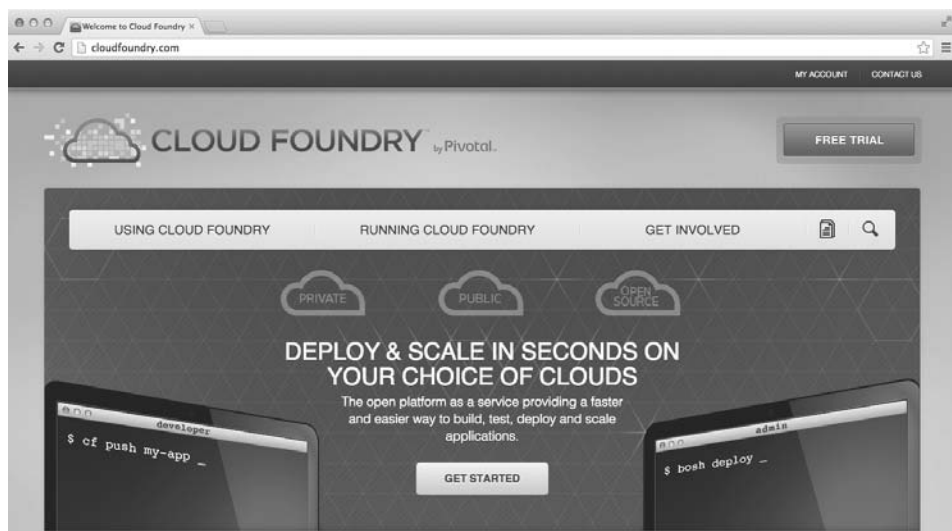 Welcome to Cloud Foundry
cloudfoundry.com
MY ACCOUNT CONTACT US
CLOUD FOUNDRY™ by Pivotal.
FREE TRIAL
USING CLOUD FOUNDRY RUNNING CLOUD FOUNDRY GET INVOLVED
PRIVATE PUBLIC OPEN SOURCE
DEPLOY & SCALE IN SECONDS ON
YOUR CHOICE OF CLOUDS
The open platform as a service providing a faster
and easier way to build, test, deploy and scale
applications.
GET STARTED
developer
$ cf push my-app _
admin
$ bosh deploy _